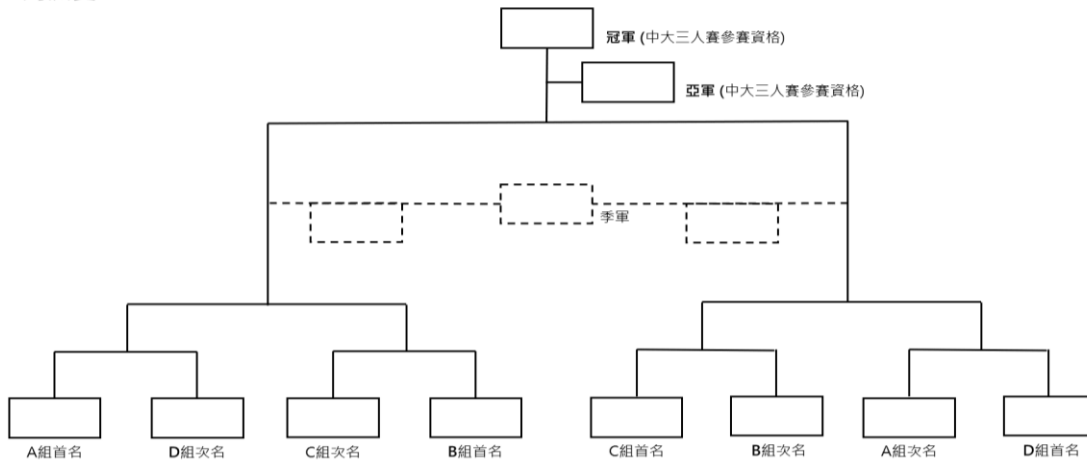 冠軍 (中大三人賽參賽資格)
亞軍 (中大三人賽參賽資格)
季軍
A組首名
D組次名
C組次名
B組首名
C組首名
B組次名
A組次名
D組首名